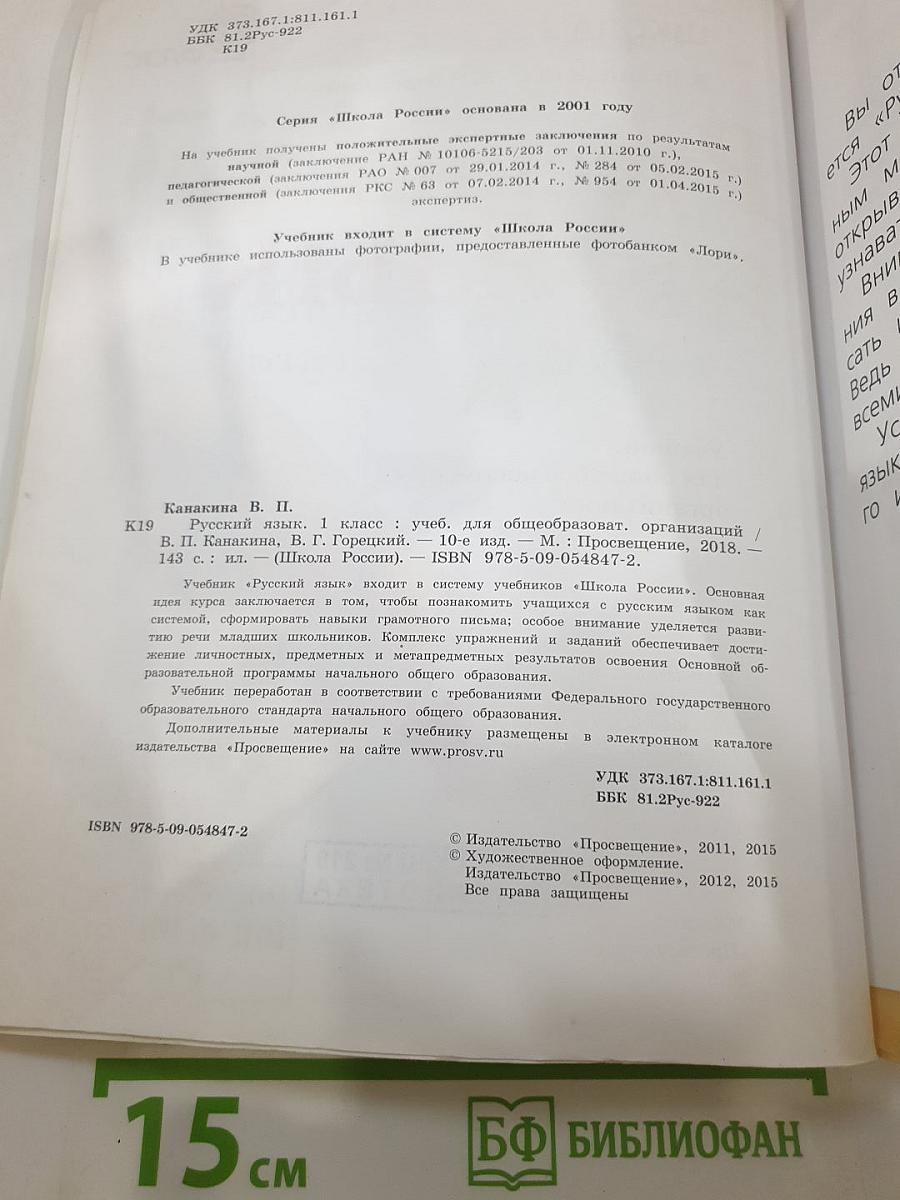 УДК 373.167.1:811.161.1
ББК 81.2Рус-922
К19
Серия «Школа России» основана в 2001 году
На учебник получены положительные экспертные заключения по результатам
научной (заключение РАН № 10106-5215/203 от 01.11.2010 г.),
педагогической (заключения РАО № 007 от 29.01.2014 г., № 284 от 05.02.2015 г.)
и общественной (заключения РКС № 63 от 07.02.2014 г., № 954 от 01.04.2015 г.)
экспертиз.
Учебник входит в систему «Школа России»
В учебнике использованы фотографии, предоставленные фотобанком «Лори».
Канакина В. П.
К19 Русский язык. 1 класс : учеб. для общеобразоват. организаций /
В. П. Канакина, В. Г. Горецкий. — 10-е изд. — М. : Просвещение, 2018. —
143 с. : ил. — (Школа России). — ISBN 978-5-09-054847-2.
Учебник «Русский язык» входит в систему учебников «Школа России». Основная
идея курса заключается в том, чтобы познакомить учащихся с русским языком как
системой, сформировать навыки грамотного письма; особое внимание уделяется разви-
тию речи младших школьников. Комплекс упражнений и заданий обеспечивает дости-
жение личностных, предметных и метапредметных результатов освоения Основной об-
разовательной программы начального общего образования.
Учебник переработан в соответствии с требованиями Федерального государственного
образовательного стандарта начального общего образования.
Дополнительные материалы к учебнику размещены в электронном каталоге
издательства «Просвещение» на сайте www.prosv.ru
УДК 373.167.1:811.161.1
ББК 81.2Рус-922
ISBN 978-5-09-054847-2
© Издательство «Просвещение», 2011, 2015
© Художественное оформление.
Издательство «Просвещение», 2012, 2015
Все права защищены
Вы от
ется «Ру
Этот
ным м
открыв
узнават
Вни
ния в
сать
Ведь
всеми
Ус
язык
го и
15 см
БФ БИБЛИОФАН